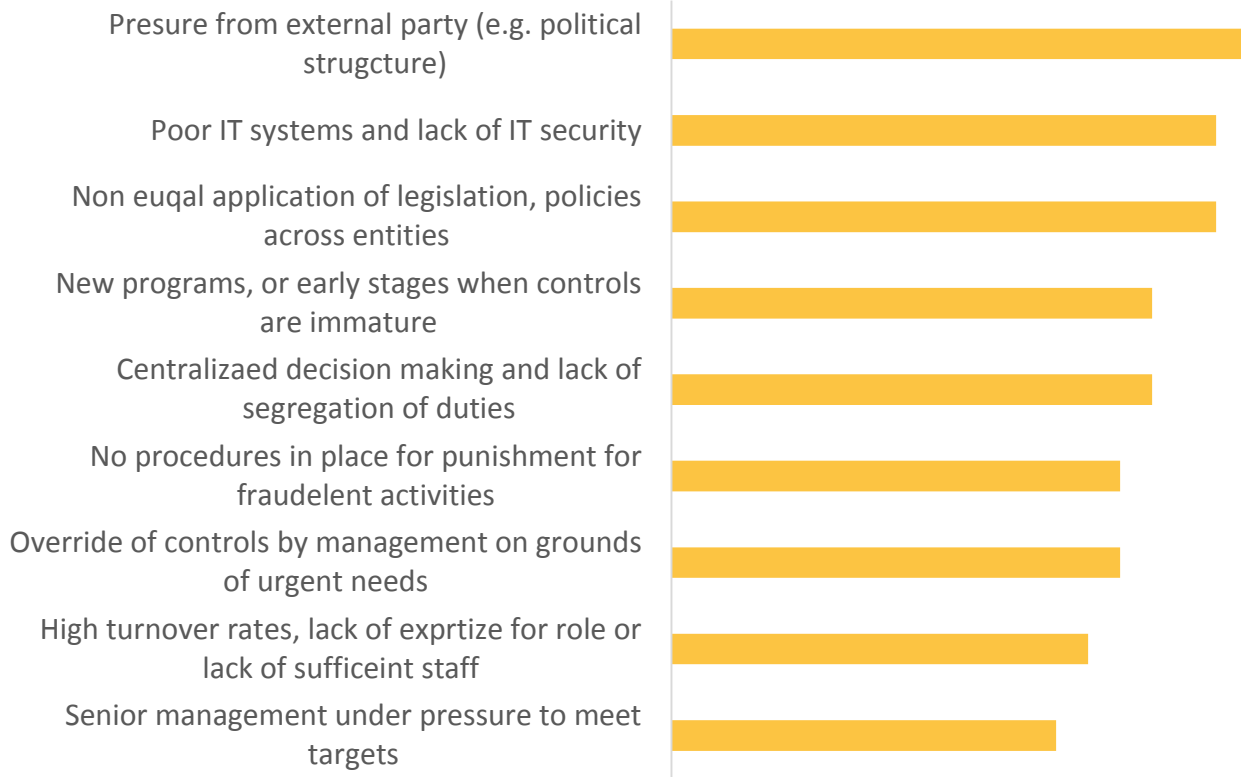 Presure from external party (e.g. political
strugcture)
Poor IT systems and lack of IT security
Non euqal application of legislation, policies
across entities
New programs, or early stages when controls
are immature
Centralizaed decision making and lack of
segregation of duties
No procedures in place for punishment for
fraudelent activities
Override of controls by management on grounds
of urgent needs
High turnover rates, lack of exprtize for role or
lack of sufficeint staff
Senior management under pressure to meet
targets